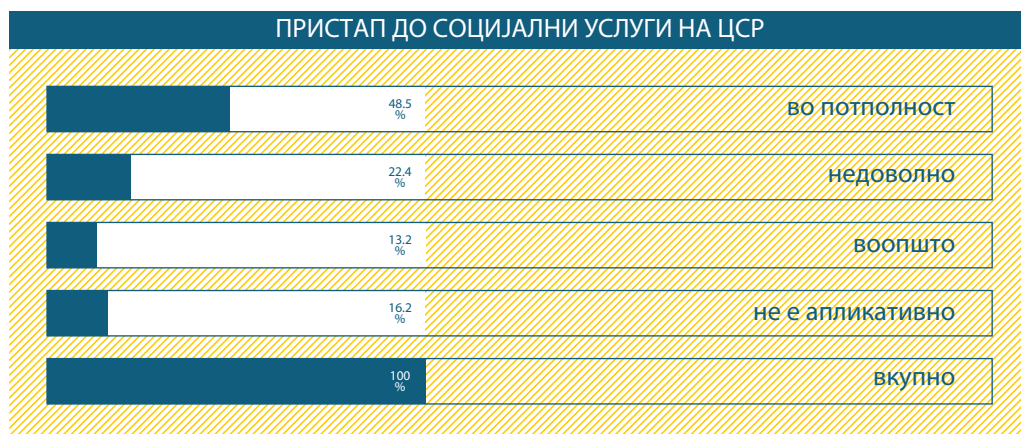 ПРИСТАП ДО СОЦИЈАЛНИ УСЛУГИ НА ЦСР
48.5
%
во потполност
22.4
%
недоволно
13.2
%
воопшто
16.2
%
не е апликативно
100
%
вкупно